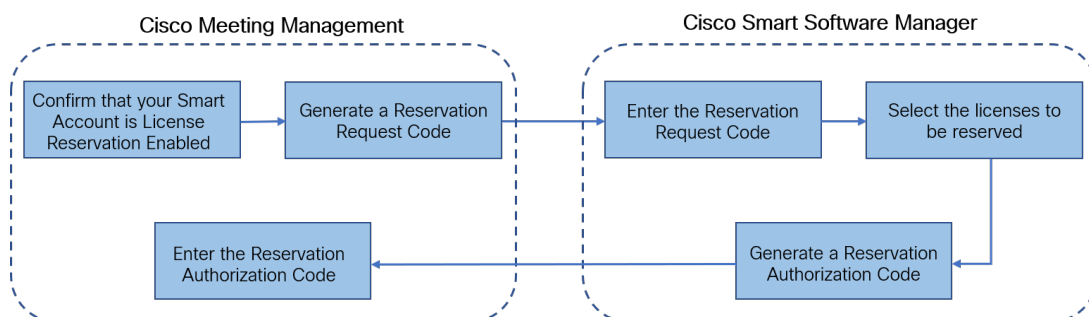 Cisco Meeting Management
Cisco Smart Software Manager
Confirm that your Smart
Account is License
Reservation Enabled
Generate a Reservation
Request Code
Enter the Reservation
Request Code
Select the licenses to
be reserved
Enter the Reservation
Authorization Code
Generate a Reservation
Authorization Code